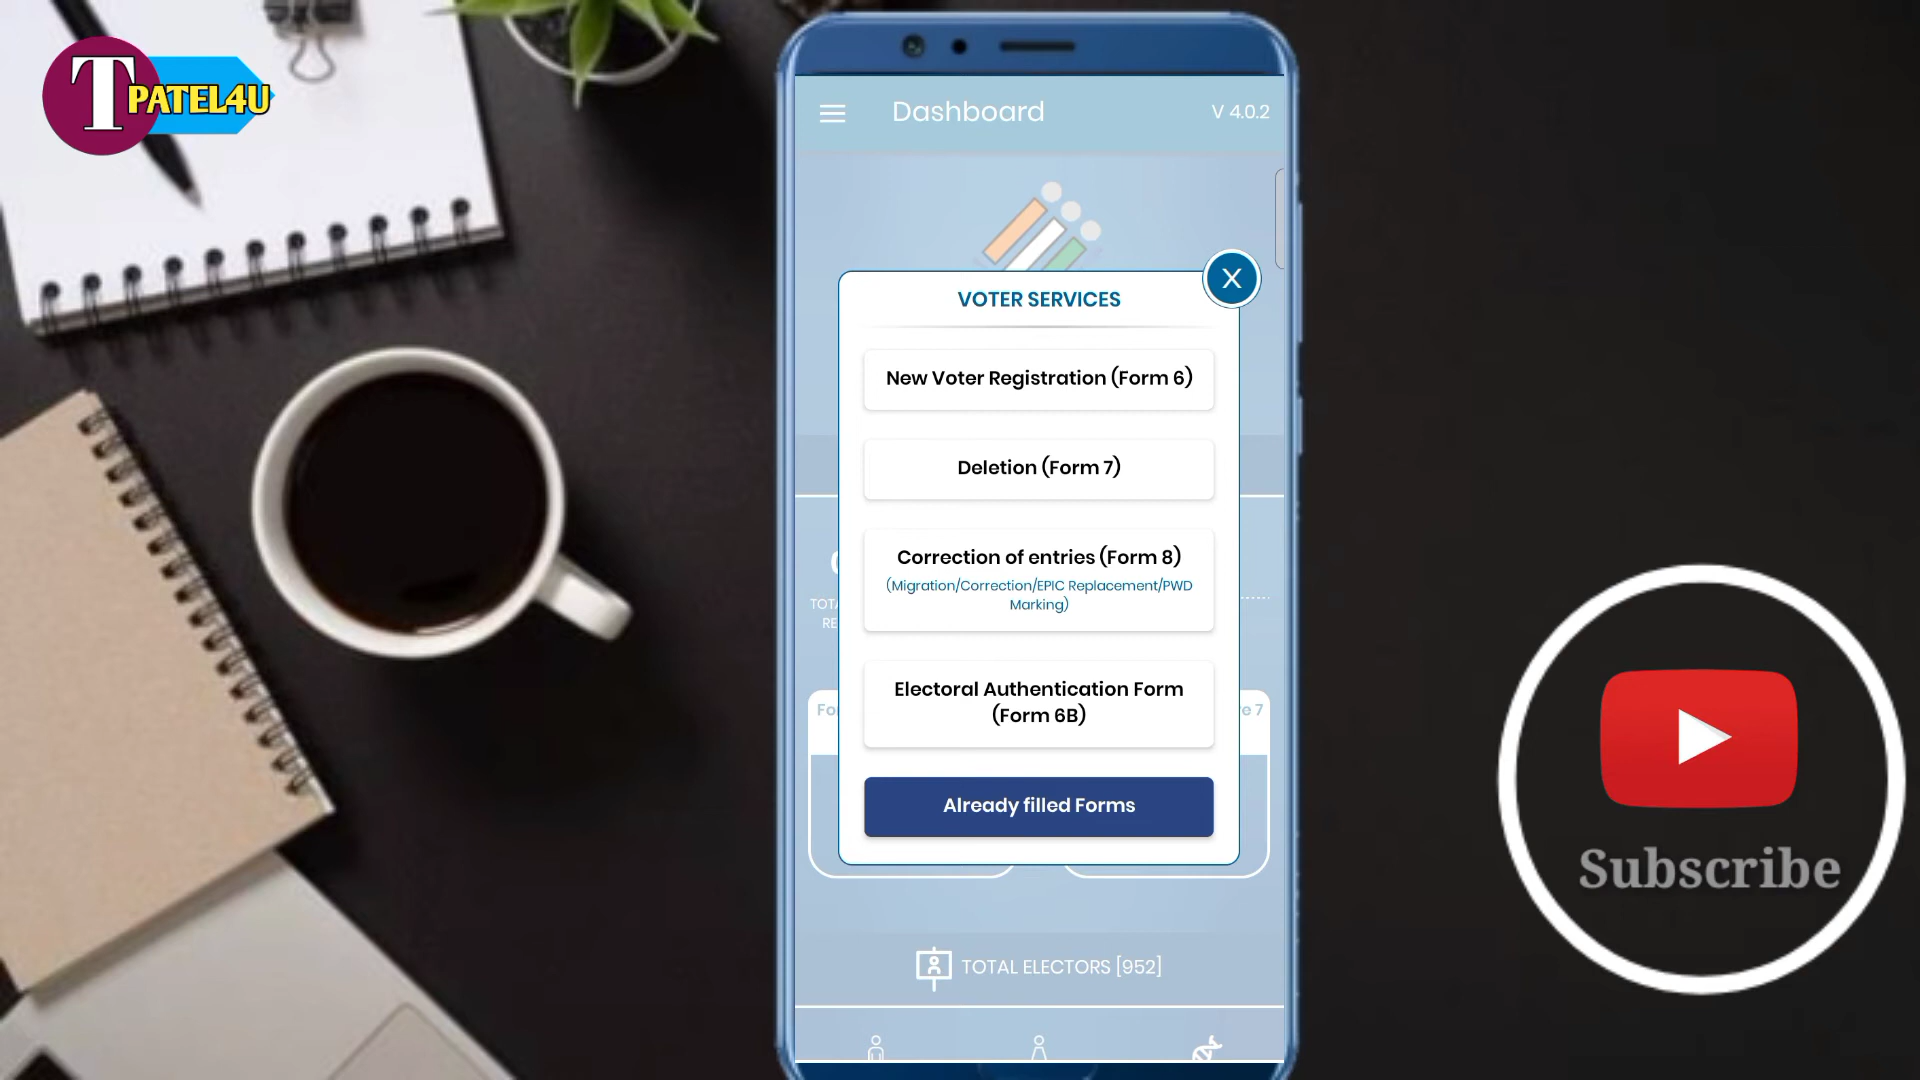 TPATEL4U
Dashboard
V 4.0.2
X
VOTER SERVICES
New Voter Registration (Form 6)
Deletion (Form 7)
Correction of entries (Form 8)
(Migration/Correction/EPIC Replacement/PWD
Marking)
Electoral Authentication Form
(Form 6B)
Already filled Forms
TOTAL ELECTORS [952]
Subscribe